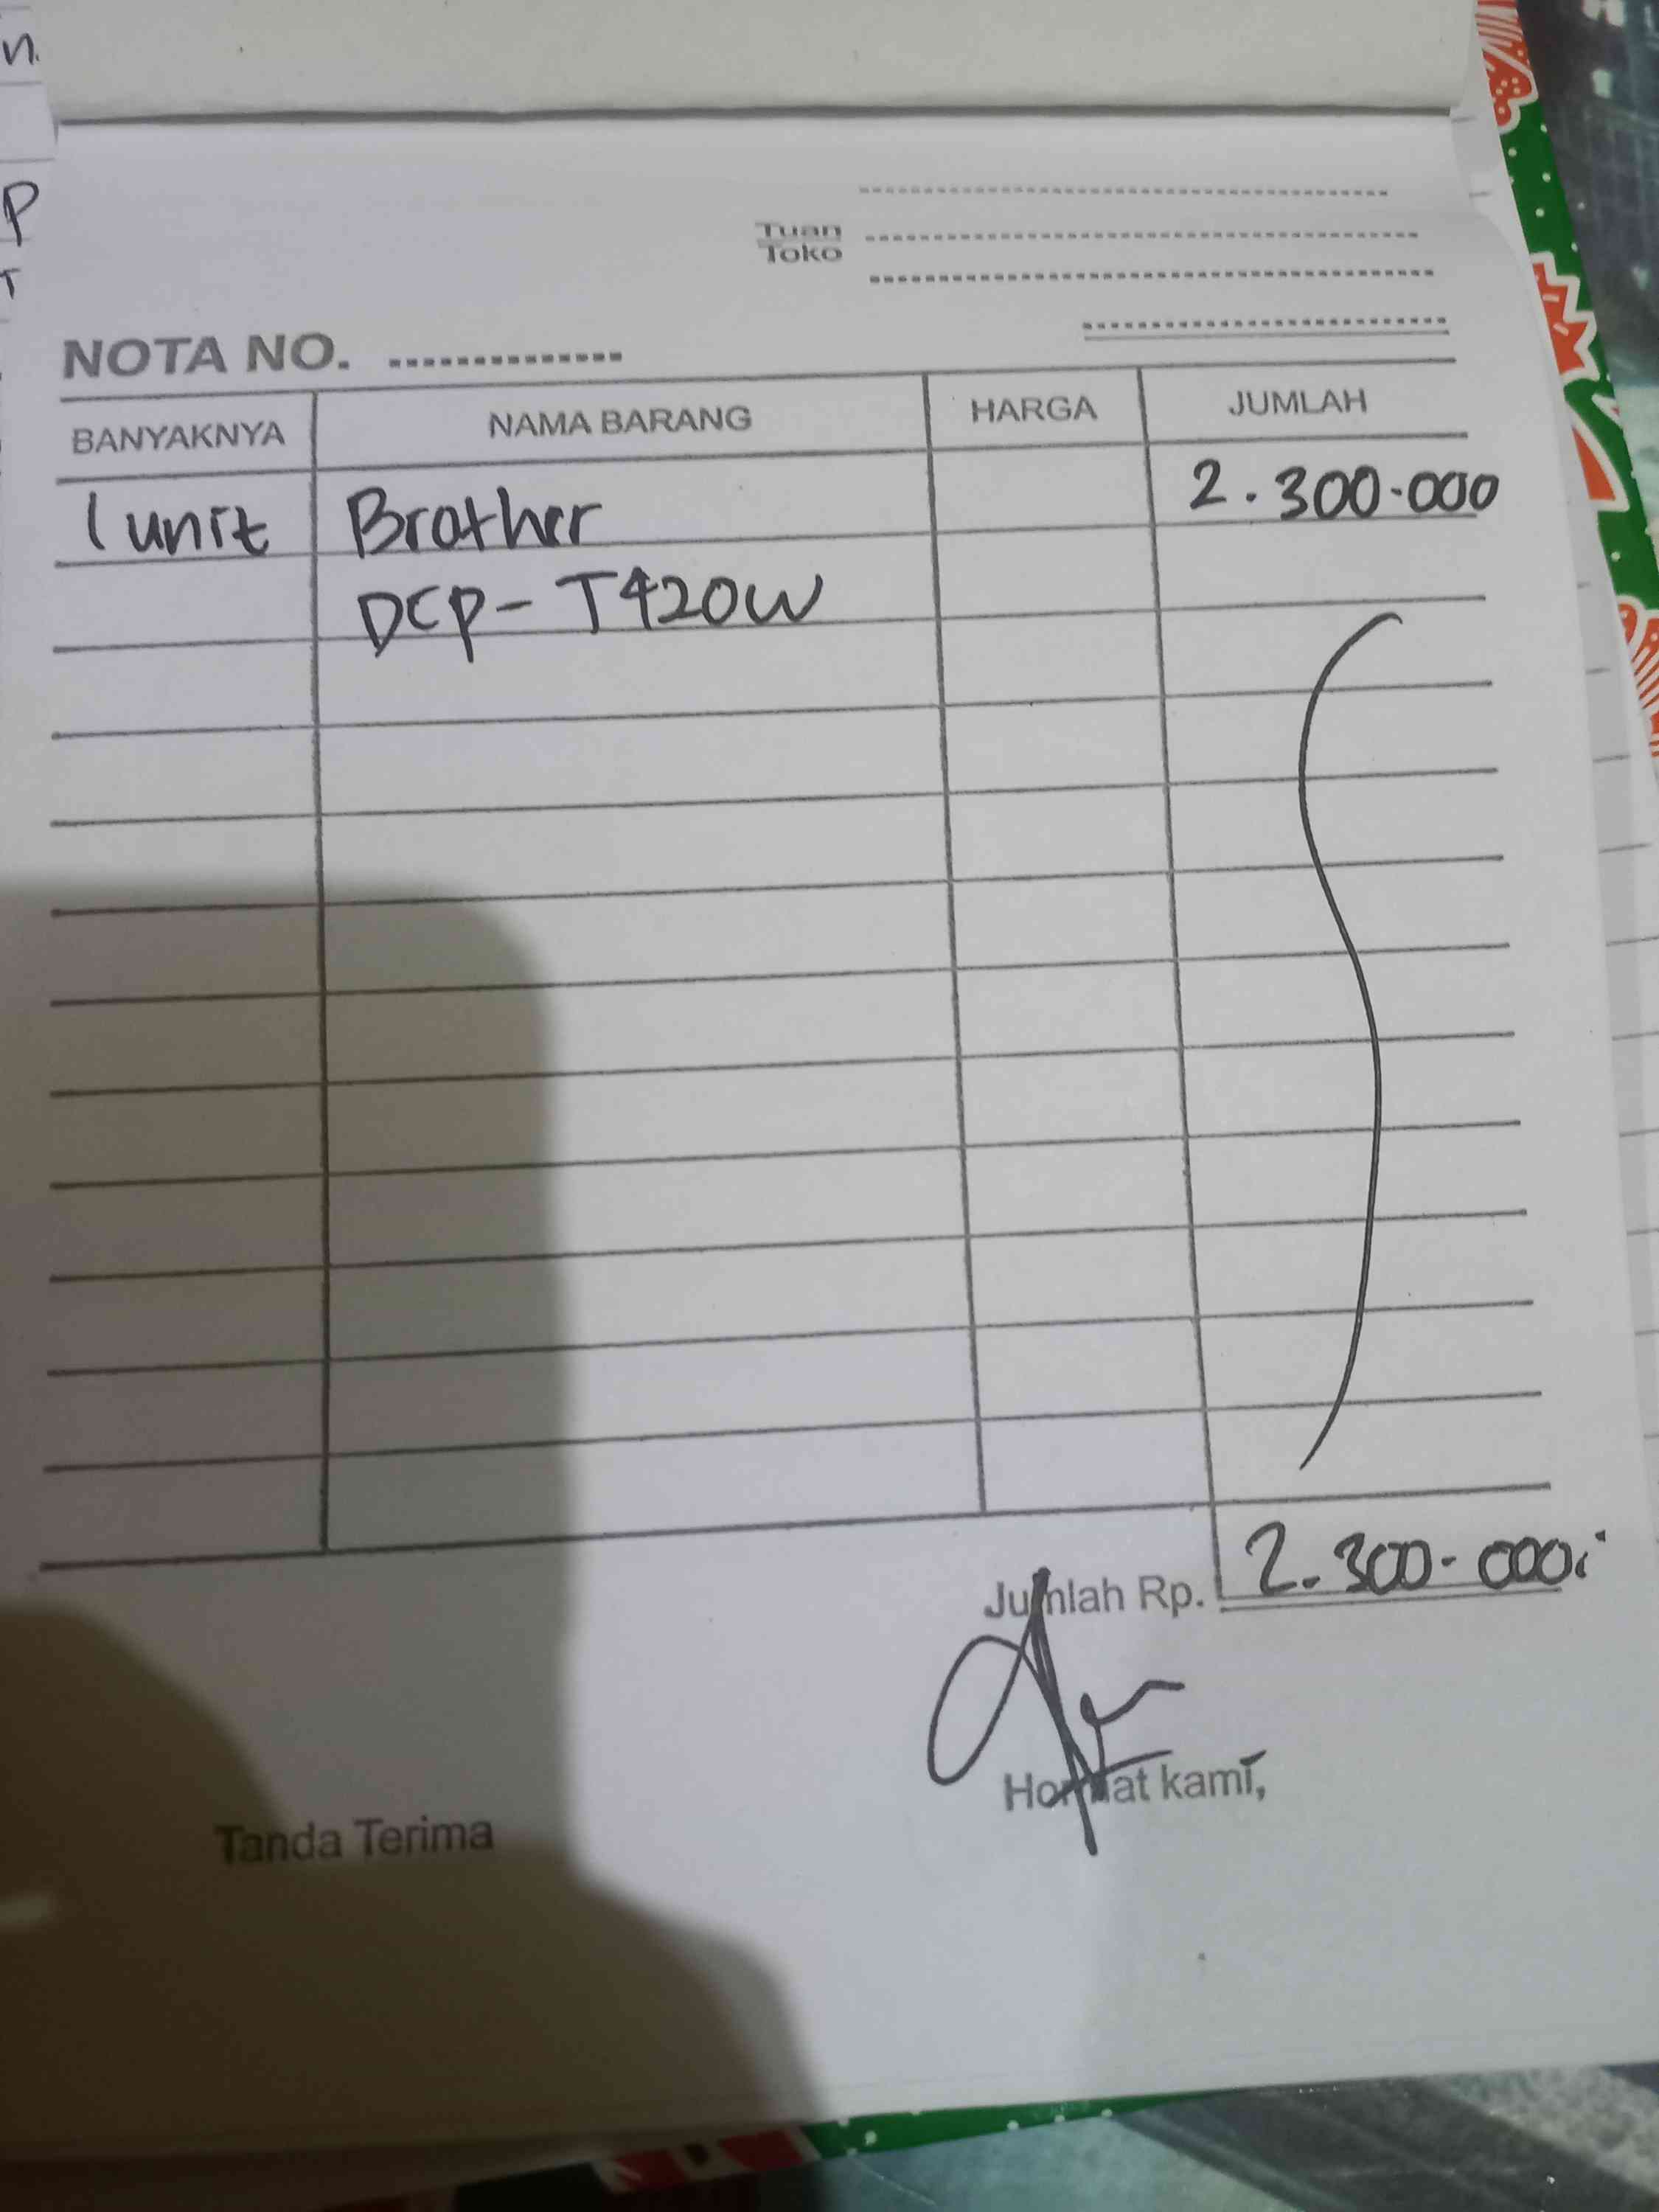 n.
P
T
Tuan
Toko
NOTA NO. ..............
BANYAKNYA NAMA BARANG HARGA JUMLAH
1 unit Brother 2.300.000
DCP-T420W
Jumlah Rp. 2.300.000,-
Hormat kami,
Tanda Terima